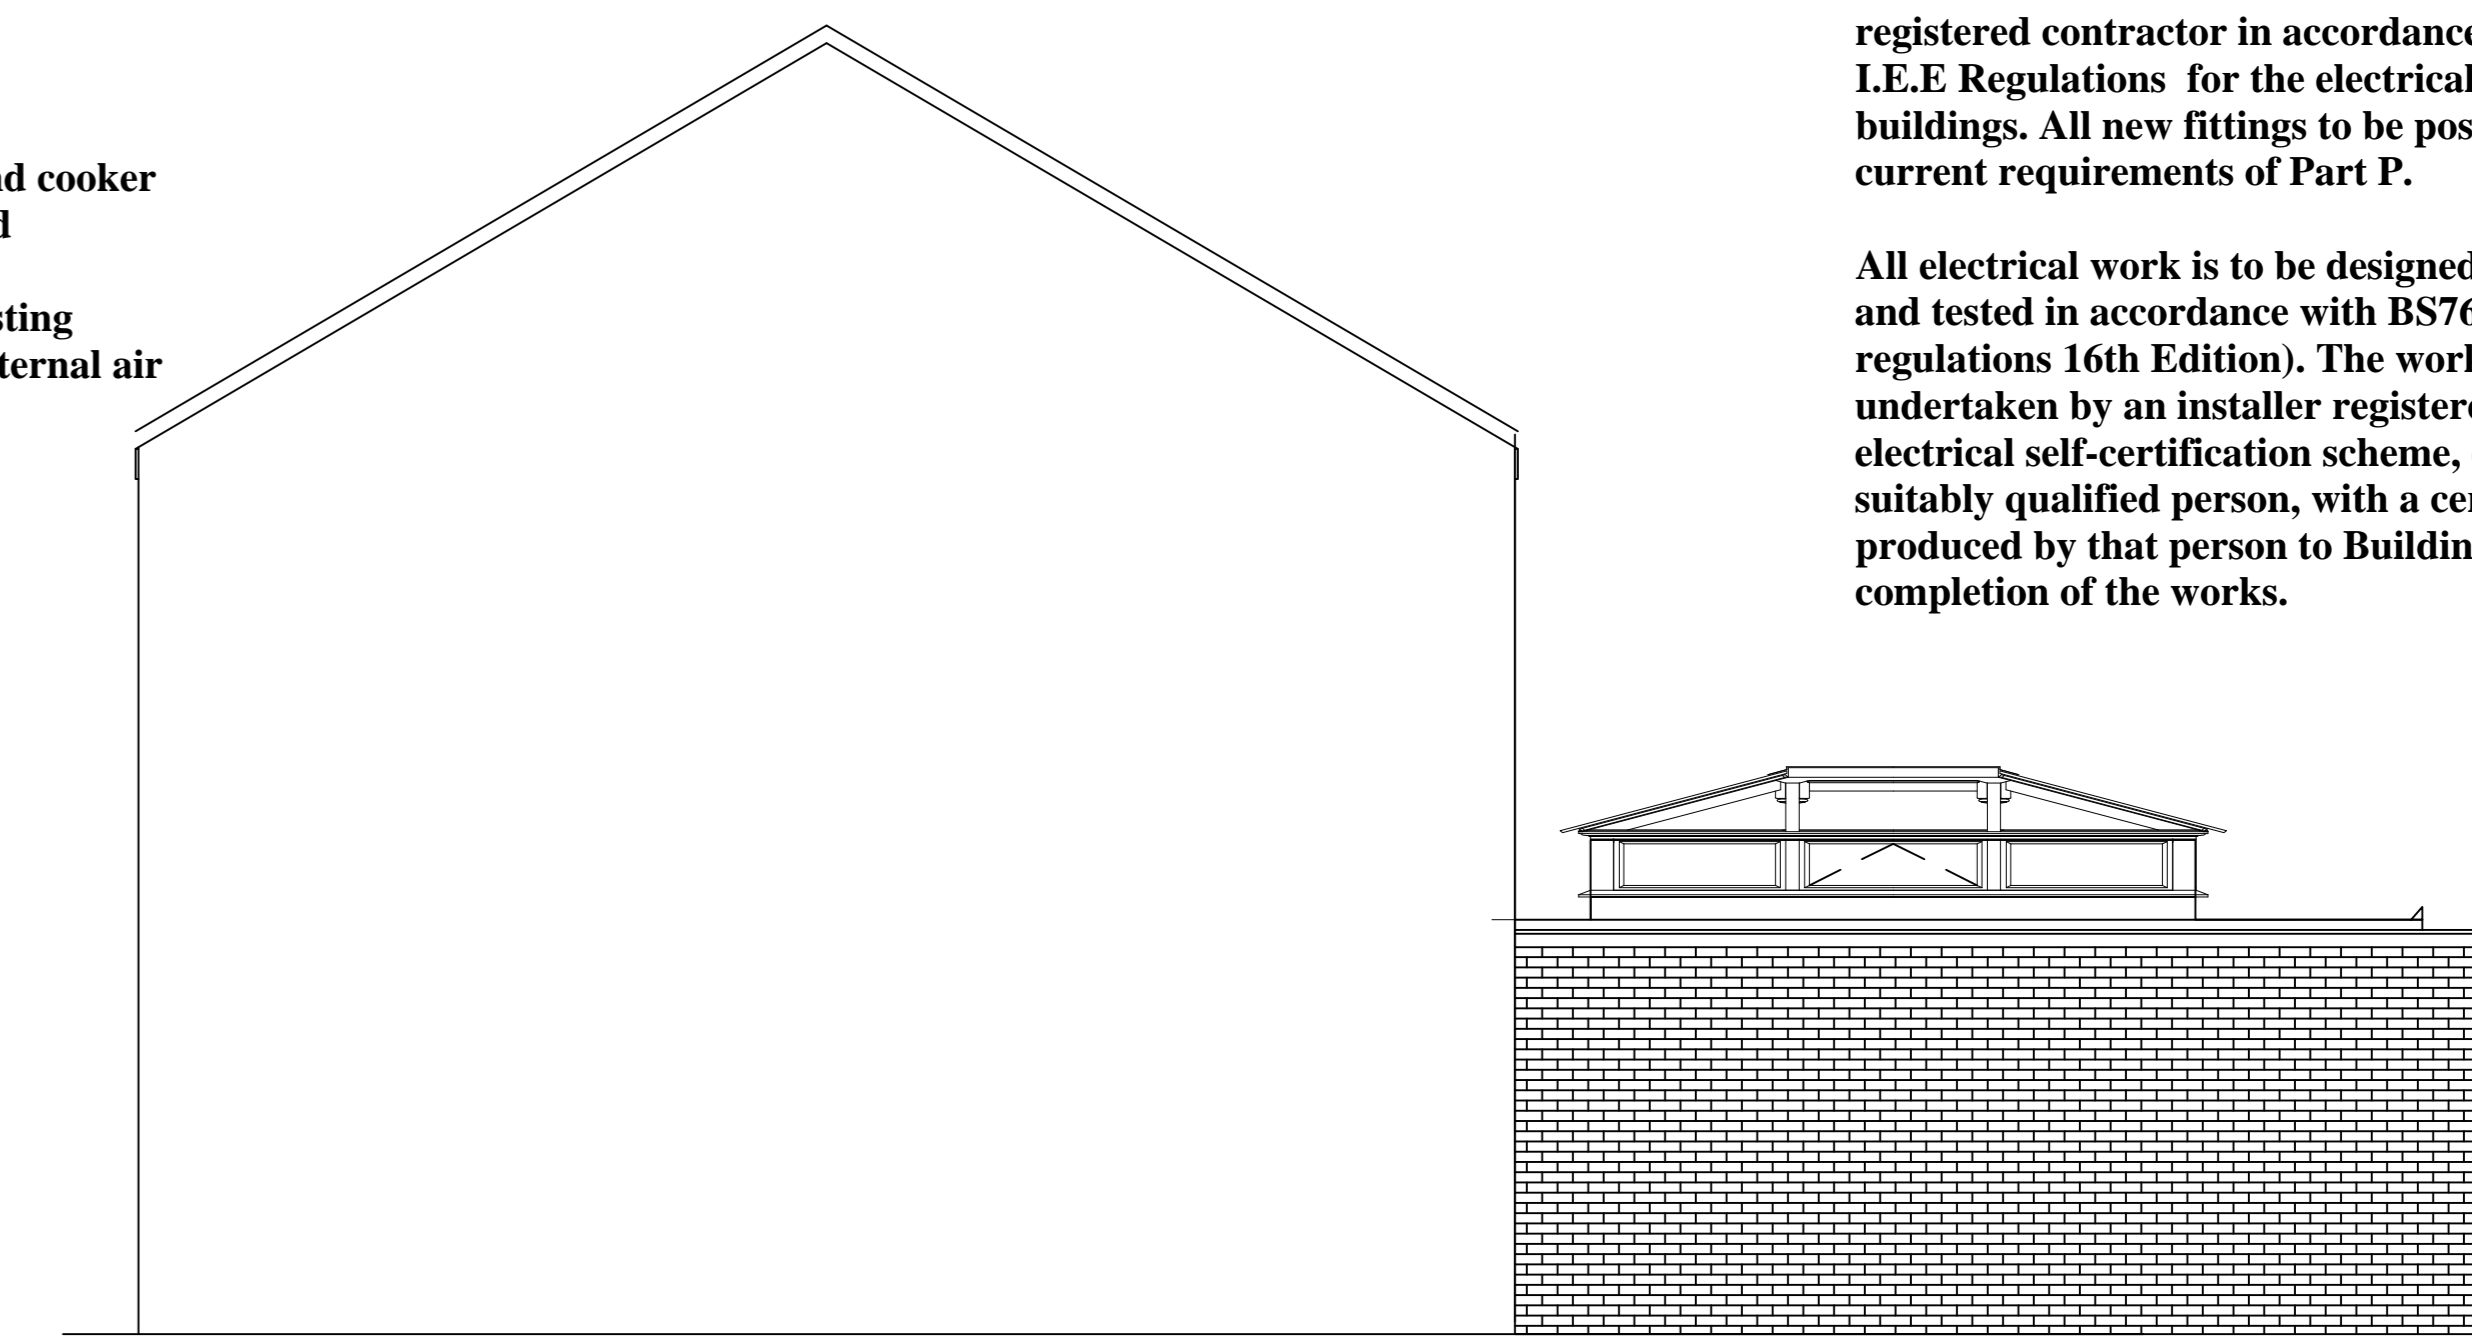 nd cooker
d
sting
ternal air
registered contractor in accordance
I.E.E Regulations  for the electrical
buildings. All new fittings to be pos
current requirements of Part P.
All electrical work is to be designed
and tested in accordance with BS76
regulations 16th Edition). The work
undertaken by an installer registere
electrical self-certification scheme,
suitably qualified person, with a cer
produced by that person to Buildin
completion of the works.